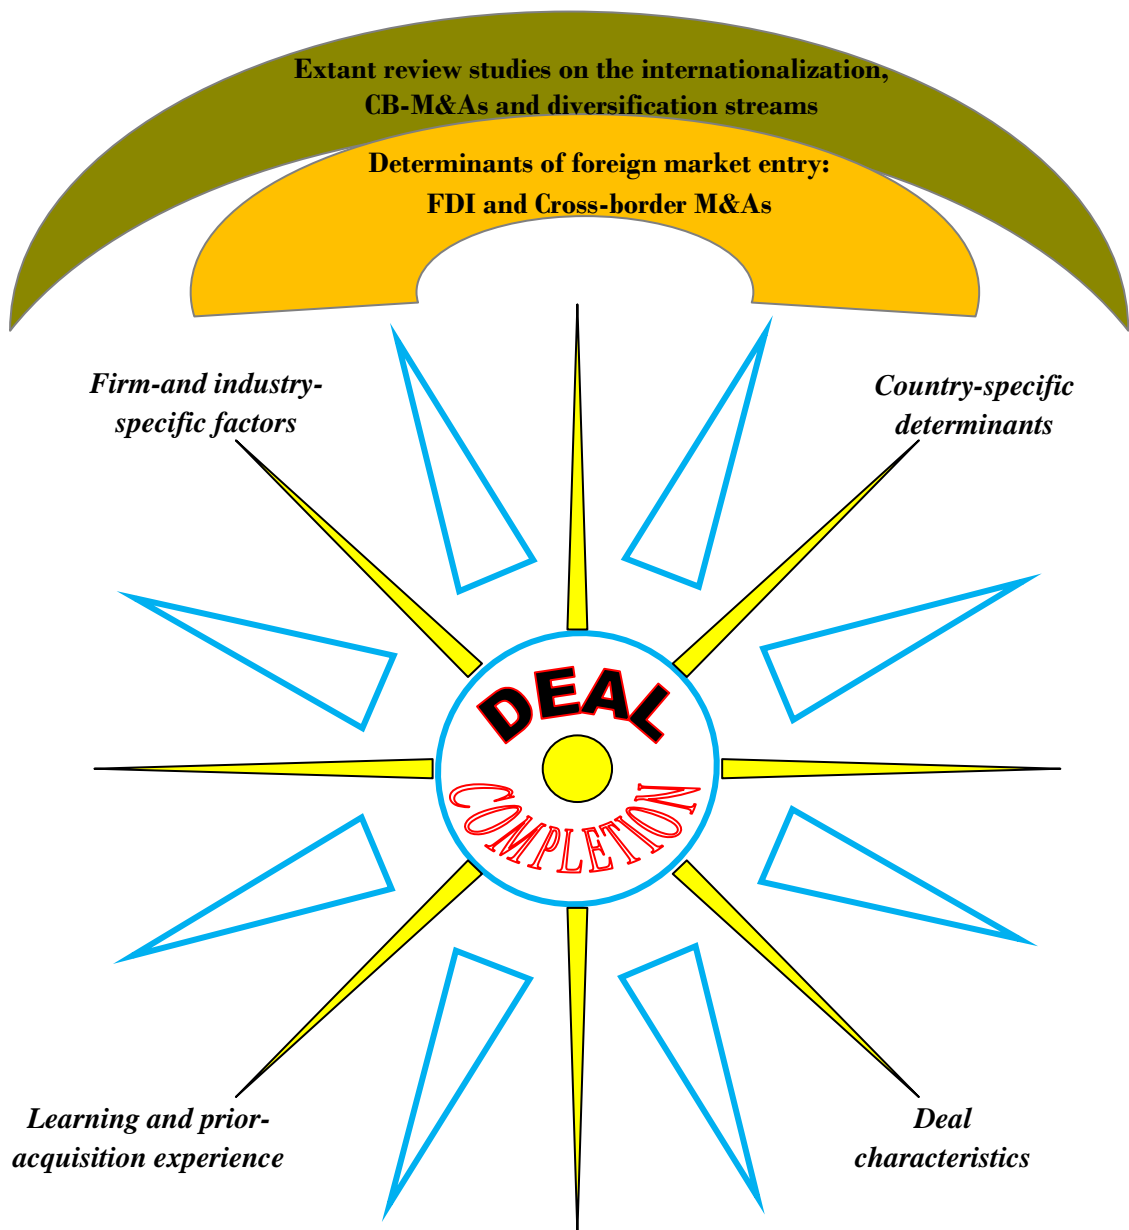 Extant review studies on the internationalization,
CB-M&As and diversification streams
Determinants of foreign market entry:
FDI and Cross-border M&As
Firm-and industry-
specific factors
Country-specific
determinants
DEAL
COMPLETION
Learning and prior-
acquisition experience
Deal
characteristics